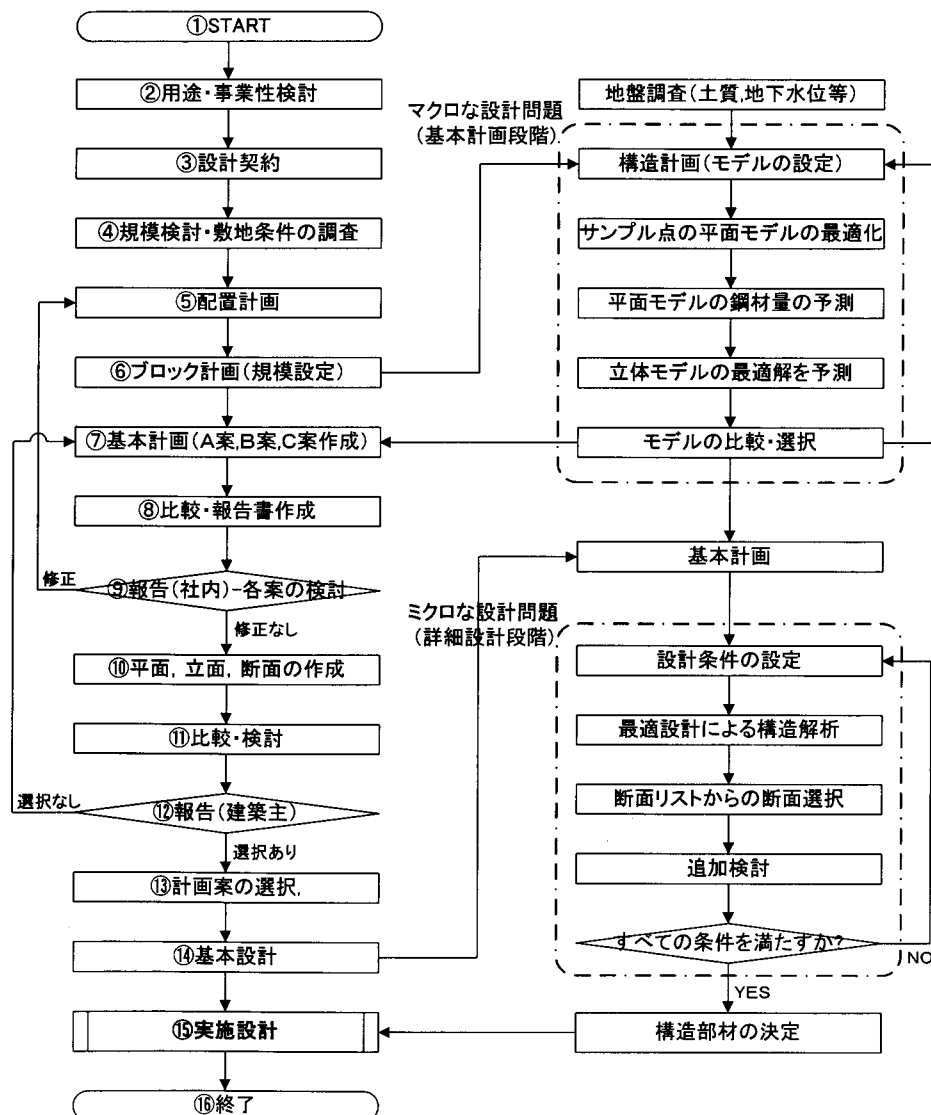 ①START
②用途・事業性検討
③設計契約
④規模検討・敷地条件の調査
⑤配置計画
⑥ブロック計画(規模設定)
⑦基本計画(A案,B案,C案作成)
⑧比較・報告書作成
修正
⑨報告(社内)-各案の検討
修正なし
⑩平面, 立面, 断面の作成
⑪比較・検討
選択なし
⑫報告(建築主)
選択あり
⑬計画案の選択,
⑭基本設計
⑮実施設計
⑯終了
地盤調査(土質,地下水位等)
マクロな設計問題
(基本計画段階)
構造計画(モデルの設定)
サンプル点の平面モデルの最適化
平面モデルの鋼材量の予測
立体モデルの最適解を予測
モデルの比較・選択
基本計画
ミクロな設計問題
(詳細設計段階)
設計条件の設定
最適設計による構造解析
断面リストからの断面選択
追加検討
すべての条件を満たすか?
NO
YES
構造部材の決定